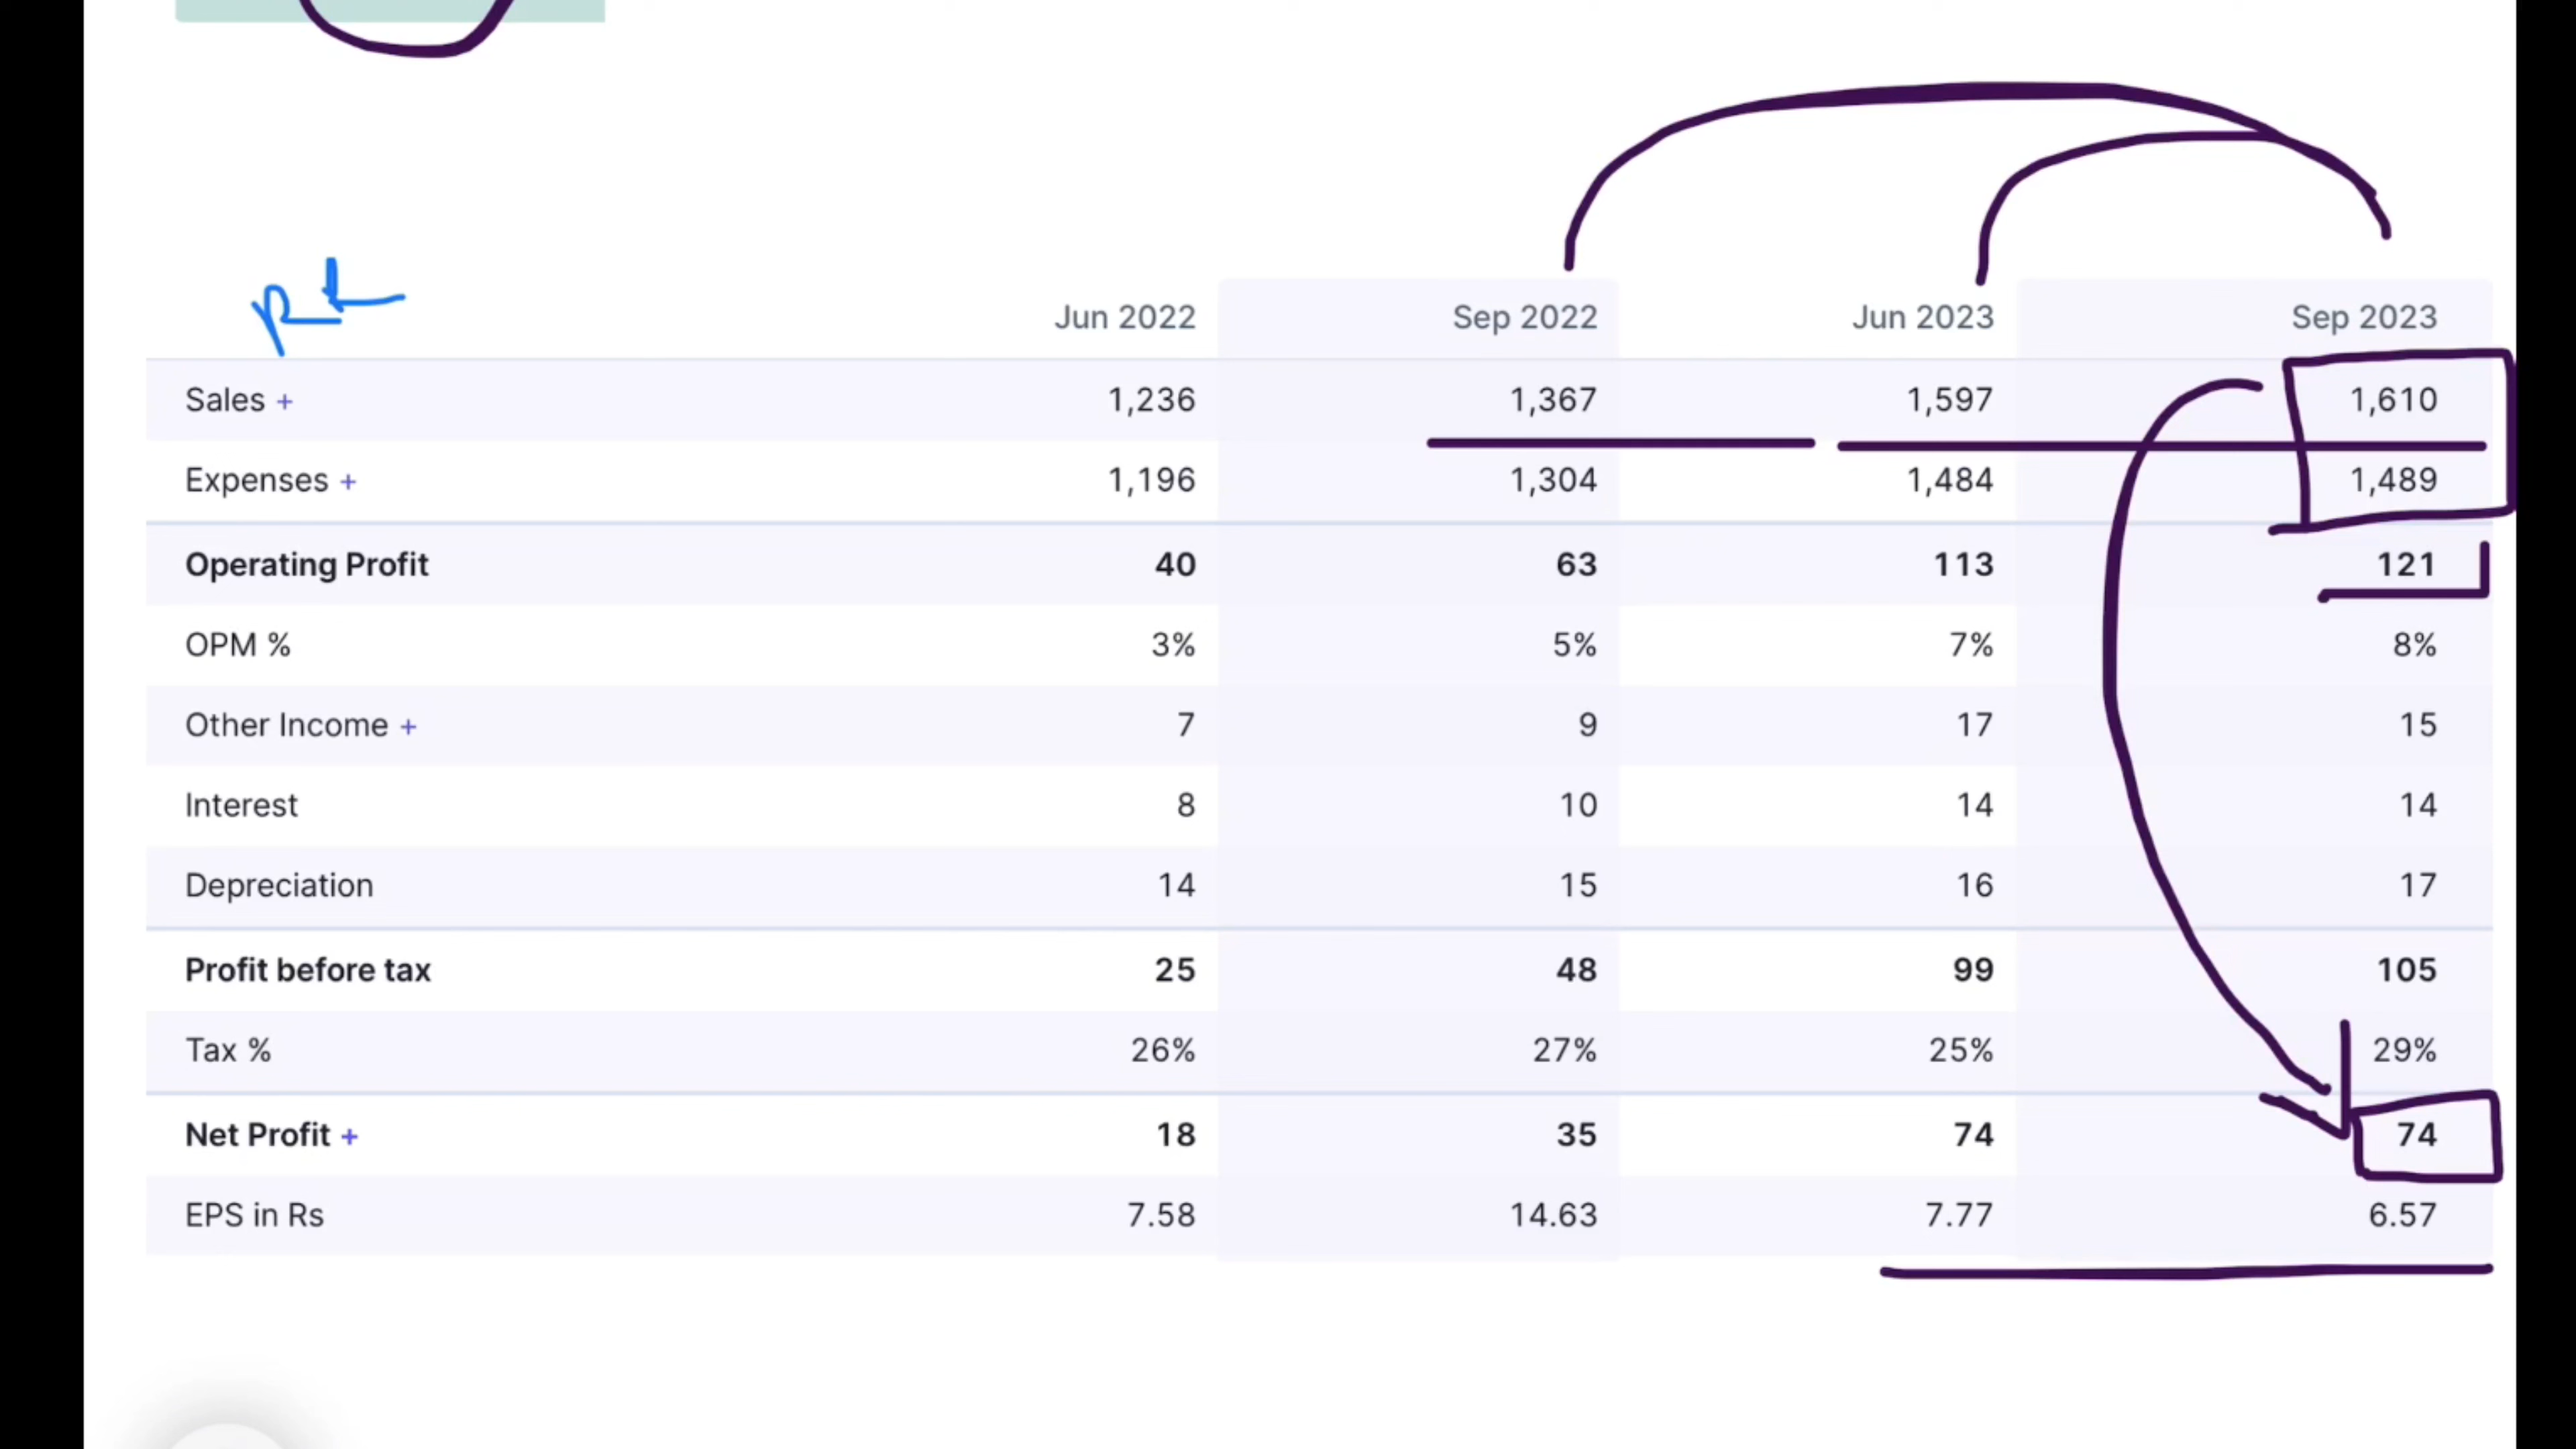 Jun 2022 Sep 2022 Jun 2023 Sep 2023
Sales + 1,236 1,367 1,597 1,610
Expenses + 1,196 1,304 1,484 1,489
Operating Profit 40 63 113 121
OPM % 3% 5% 7% 8%
Other Income + 7 9 17 15
Interest 8 10 14 14
Depreciation 14 15 16 17
Profit before tax 25 48 99 105
Tax % 26% 27% 25% 29%
Net Profit + 18 35 74 74
EPS in Rs 7.58 14.63 7.77 6.57